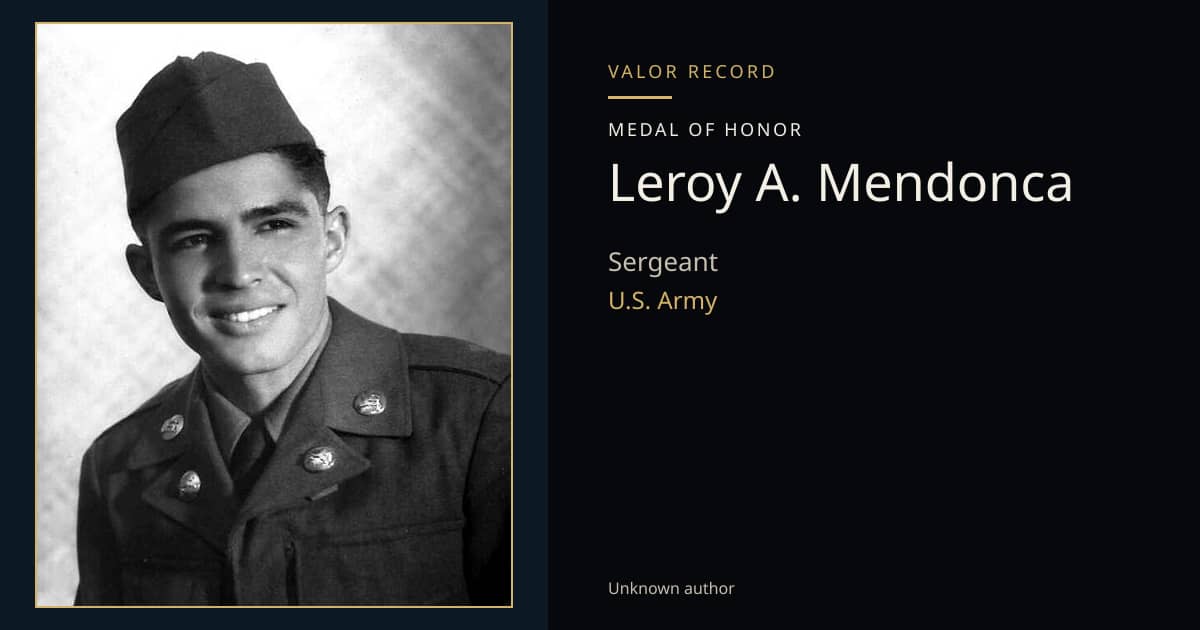 VALOR RECORD
MEDAL OF HONOR
Leroy A. Mendonca
Sergeant
U.S. Army
Unknown author